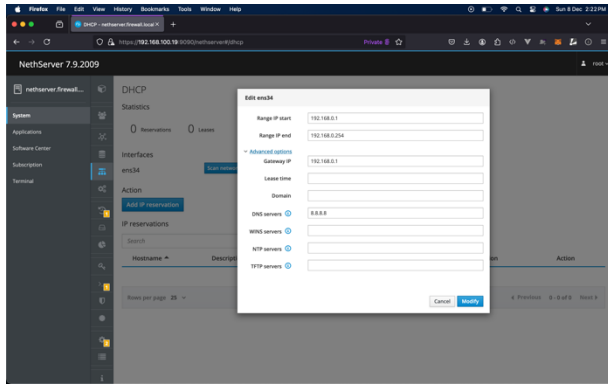 Firefox File Edit View History Bookmarks Tools Window Help Sun 8 Dec 2:22PM
DHCP - nethserver.firewall.local
https://192.168.100.19:9090/nethserver#/dhcp Private
NethServer 7.9.2009 root
nethserver.firewall....
System
Applications
Software Center
Subscription
Terminal
DHCP
Statistics
0 Reservations 0 Leases
Interfaces
ens34
Scan networ
Action
Add IP reservation
IP reservations
Search
Hostname Descripti
Action
Rows per page 25
Previous 0-0 of 0 Next
Edit ens34
Range IP start 192.168.0.1
Range IP end 192.168.0.254
Advanced options
Gateway IP 192.168.0.1
Lease time
Domain
DNS servers 8.8.8.8
WINS servers
NTP servers
TFTP servers
Cancel Modify